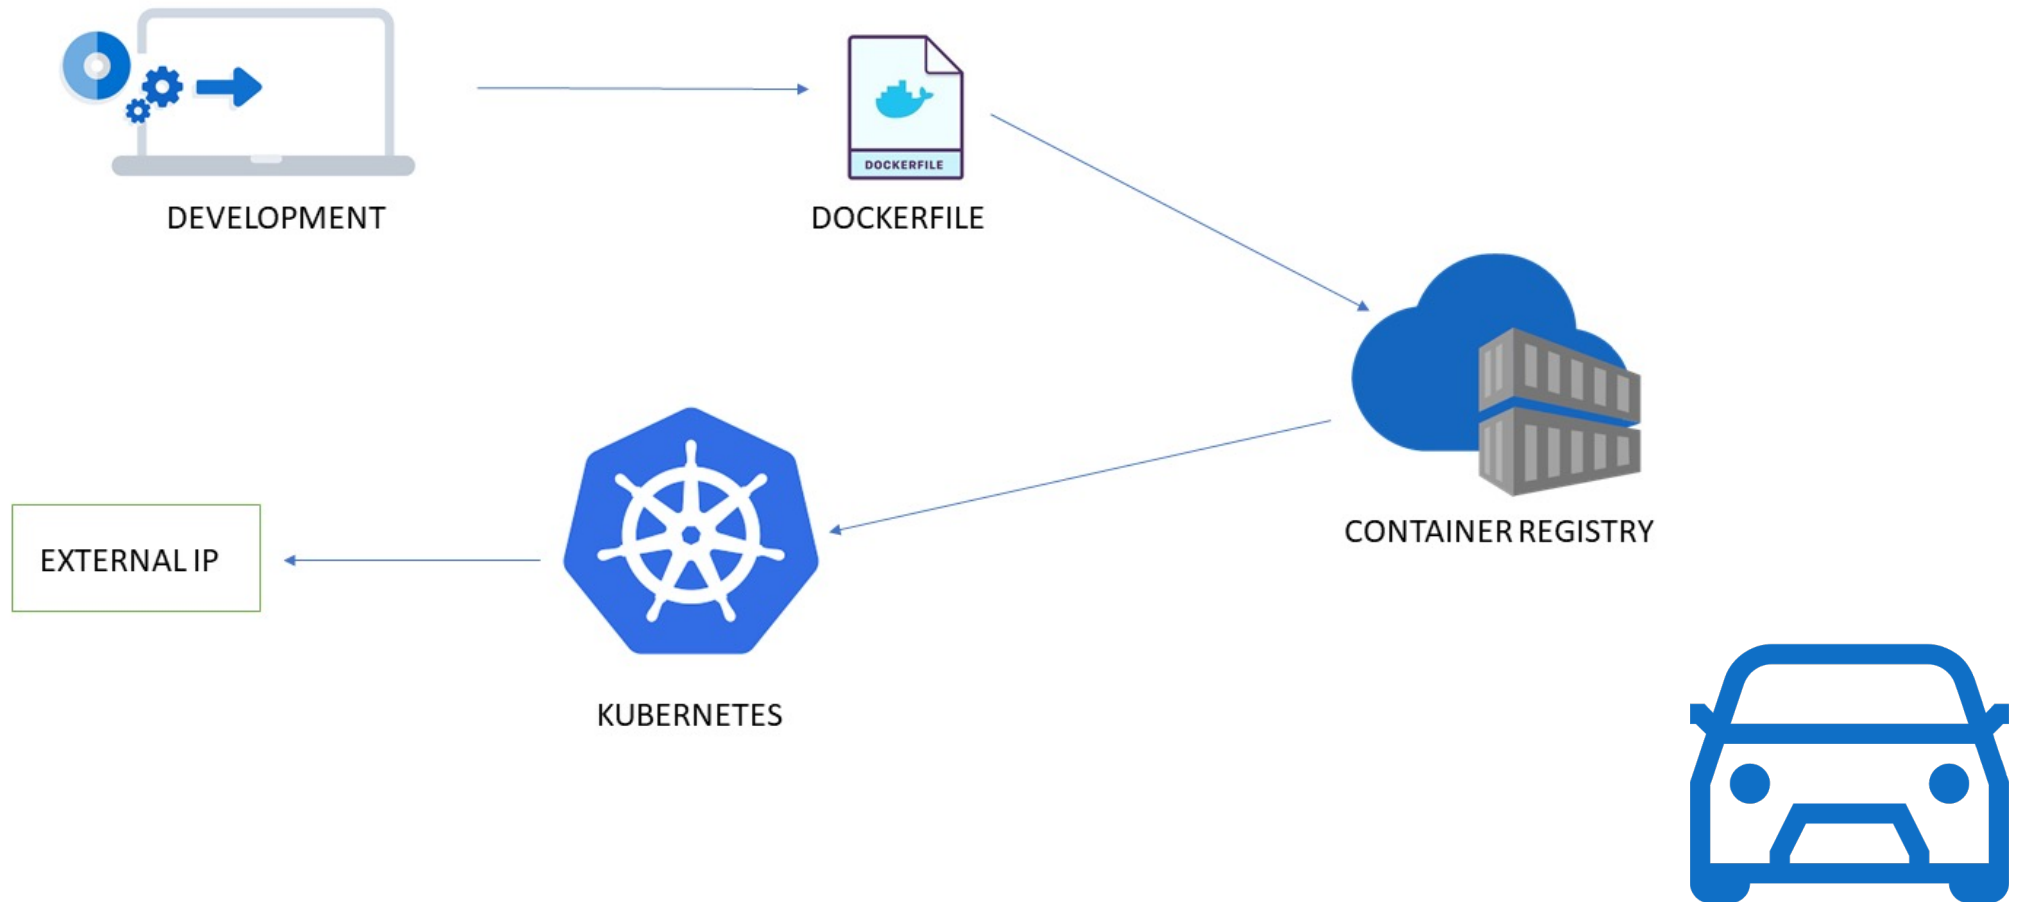 DOCKERFILE
DEVELOPMENT
DOCKERFILE
CONTAINER REGISTRY
EXTERNAL IP
KUBERNETES